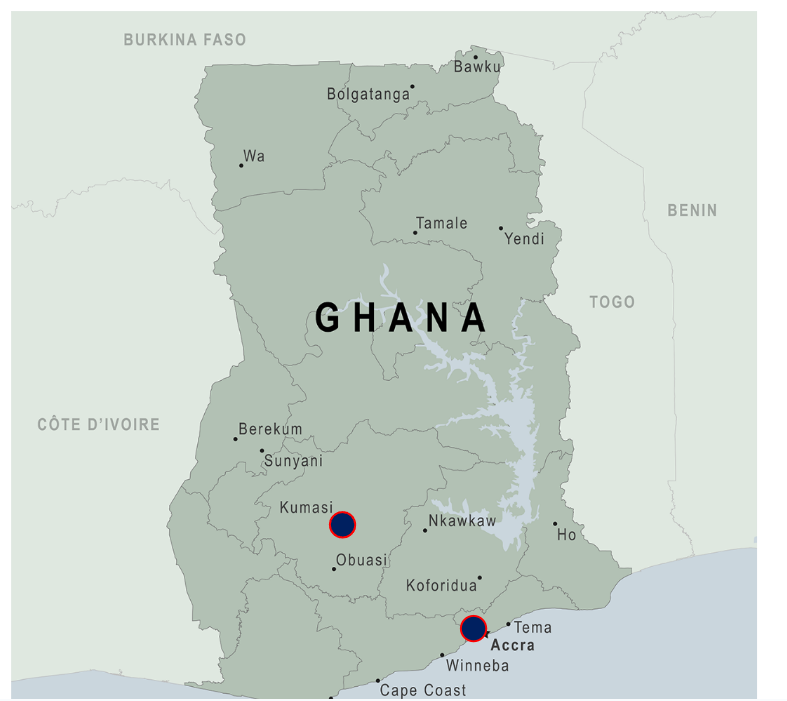 BURKINA FASO
Bawku
Bolgatanga
Wa
BENIN
Tamale
Yendi
TOGO
GHANA
CÔTE D'IVOIRE
Berekum
Sunyani
Kumasi
Nkawkaw
Ho
Obuasi
Koforidua
Tema
Accra
Winneba
Cape Coast